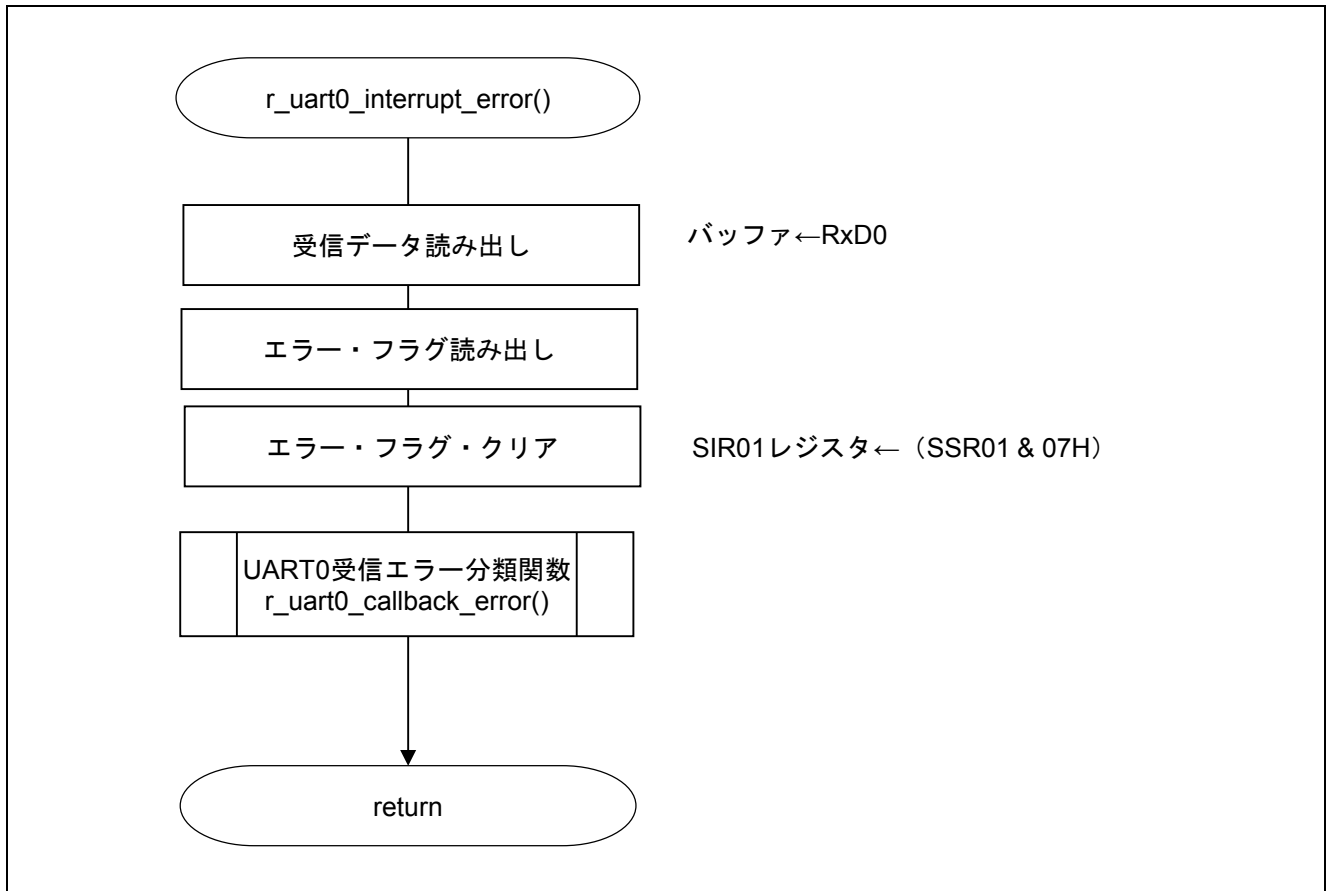 r_uart0_interrupt_error()
受信データ読み出し
バッファ←RxD0
エラー・フラグ読み出し
エラー・フラグ・クリア
SIR01レジスタ←（SSR01 & 07H）
UART0受信エラー分類関数
r_uart0_callback_error()
return